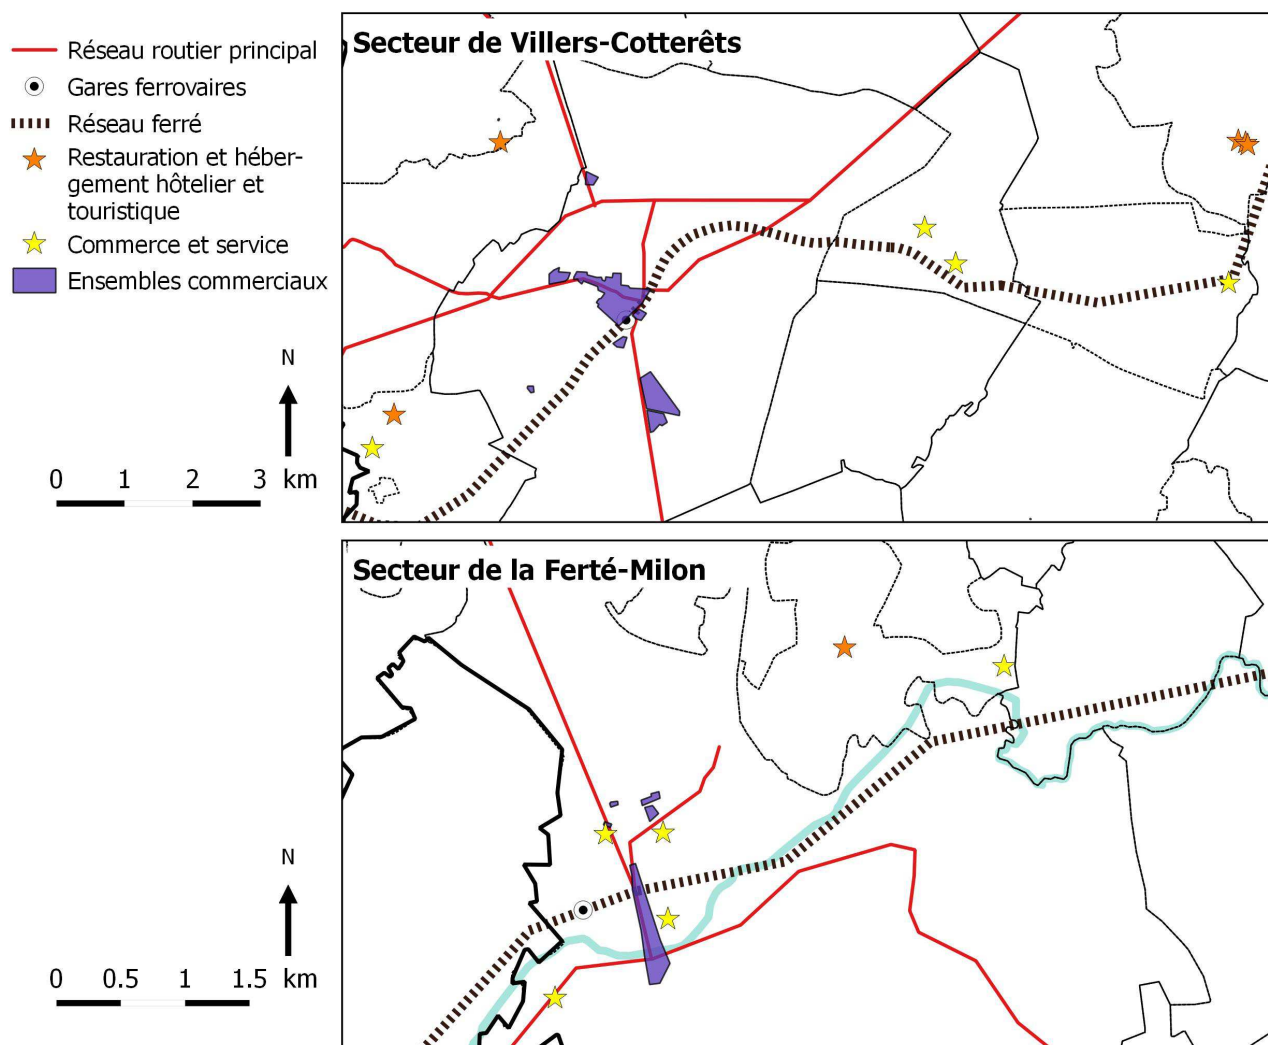 Réseau routier principal
Gares ferrovaires
Réseau ferré
Restauration et héber-
gement hôtelier et
touristique
Commerce et service
Ensembles commerciaux
N
0 1 2 3 km
Secteur de Villers-Cotterêts
Secteur de la Ferté-Milon
N
0 0.5 1 1.5 km